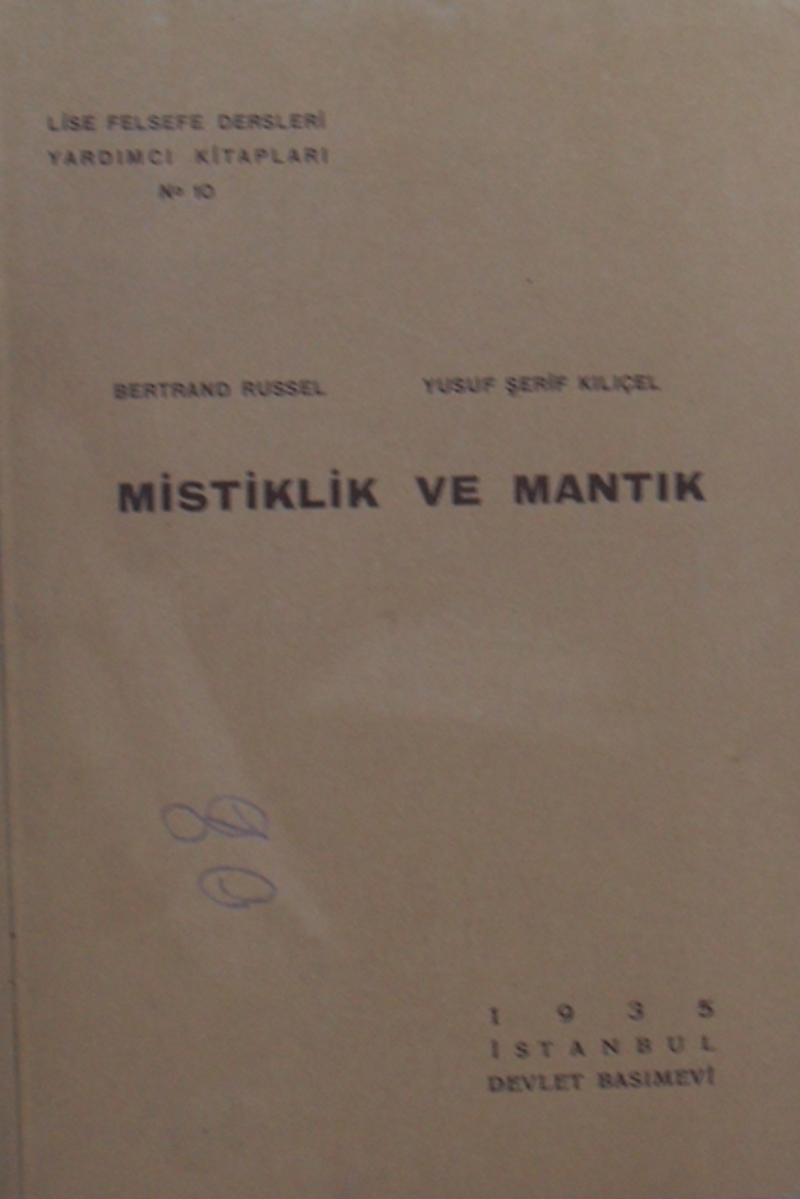 LİSE FELSEFE DERSLERİ
YARDIMCI KİTAPLARI
No 10
BERTRAND RUSSEL YUSUF ŞERİF KILIÇEL
MİSTİKLİK VE MANTIK
1 9 3 5
İSTANBUL
DEVLET BASIMEVİ